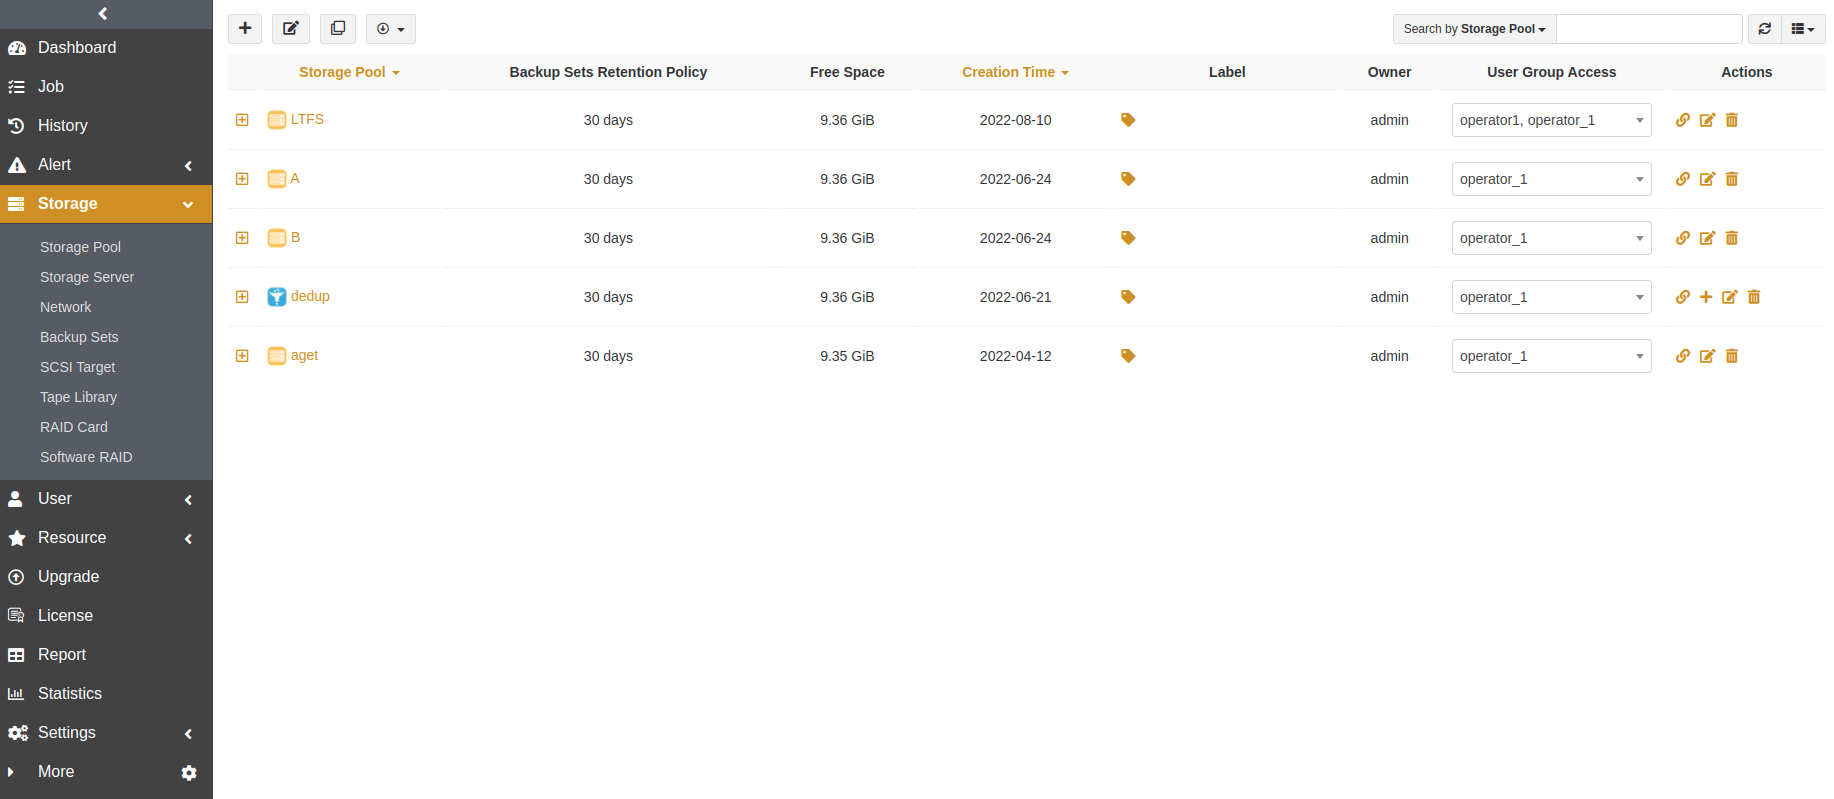 Dashboard
Job
History
Alert
Storage
Storage Pool
Storage Server
Network
Backup Sets
SCSI Target
Tape Library
RAID Card
Software RAID
User
Resource
Upgrade
License
Report
Statistics
Settings
More
Search by Storage Pool
Storage Pool Backup Sets Retention Policy Free Space Creation Time Label Owner User Group Access Actions
LTFS 30 days 9.36 GiB 2022-08-10 admin operator1, operator_1
A 30 days 9.36 GiB 2022-06-24 admin operator_1
B 30 days 9.36 GiB 2022-06-24 admin operator_1
dedup 30 days 9.36 GiB 2022-06-21 admin operator_1
aget 30 days 9.35 GiB 2022-04-12 admin operator_1